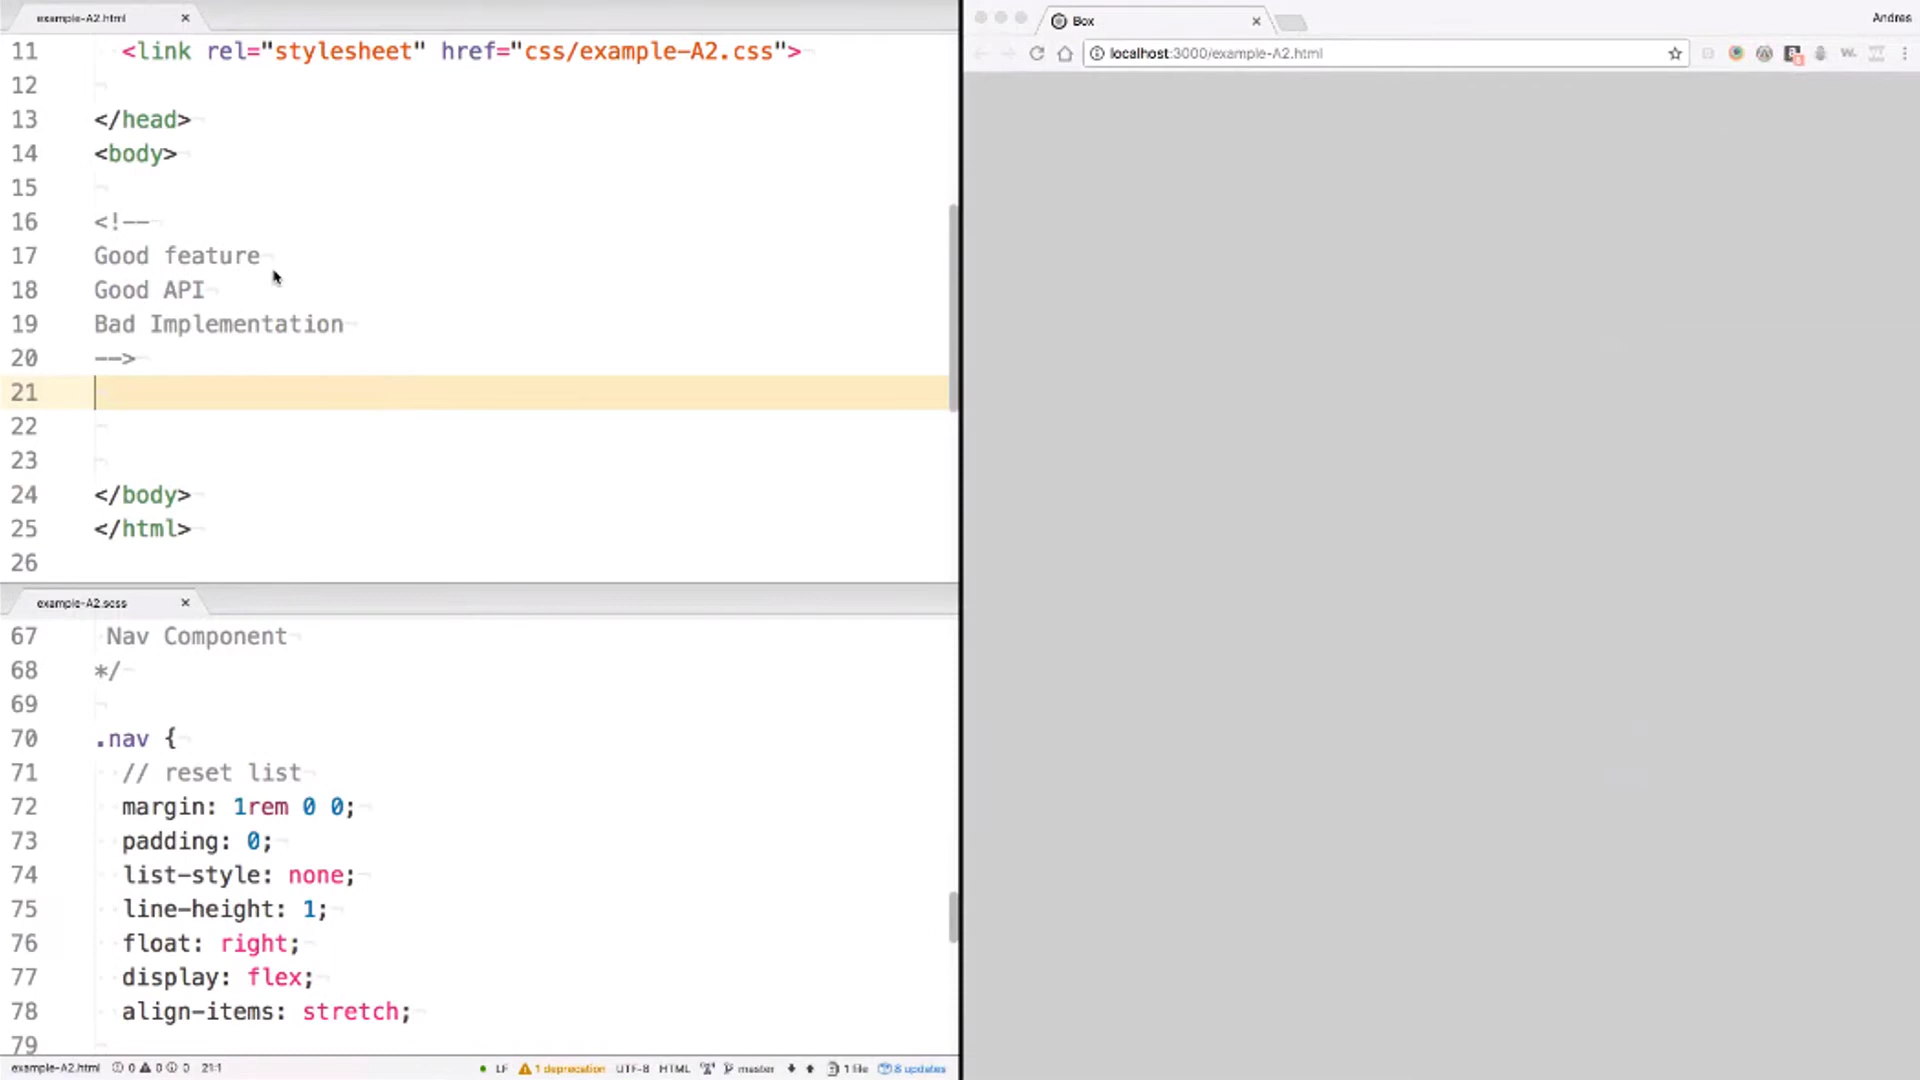 example-A2.html
11 <link rel="stylesheet" href="css/example-A2.css">
12
13 </head>
14 <body>
15
16 <!--
17 Good feature
18 Good API
19 Bad Implementation
20 -->
21
22
23
24 </body>
25 </html>
26
example-A2.scss
67 Nav Component
68 */
69
70 .nav {
71 // reset list
72 margin: 1rem 0 0;
73 padding: 0;
74 list-style: none;
75 line-height: 1;
76 float: right;
77 display: flex;
78 align-items: stretch;
79
example-A2.html 0 0 0 21:1 LF 1 deprecation UTF-8 HTML master 1 file 8 updates
Box
Andres
localhost:3000/example-A2.html
W.